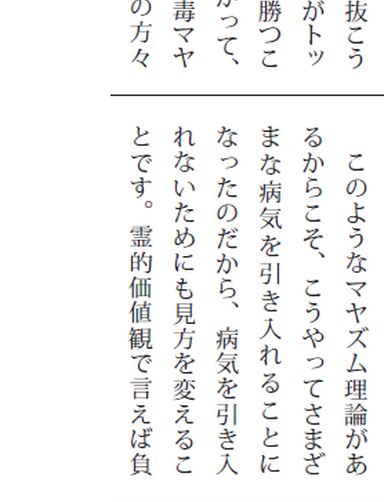 抜こう
がトッ
勝つこ
がって、
毒マヤ
の方々
このようなマヤズム理論があ
るからこそ、こうやってさまざ
まな病気を引き入れることに
なったのだから、病気を引き入
れないためにも見方を変えるこ
とです。霊的価値観で言えば負